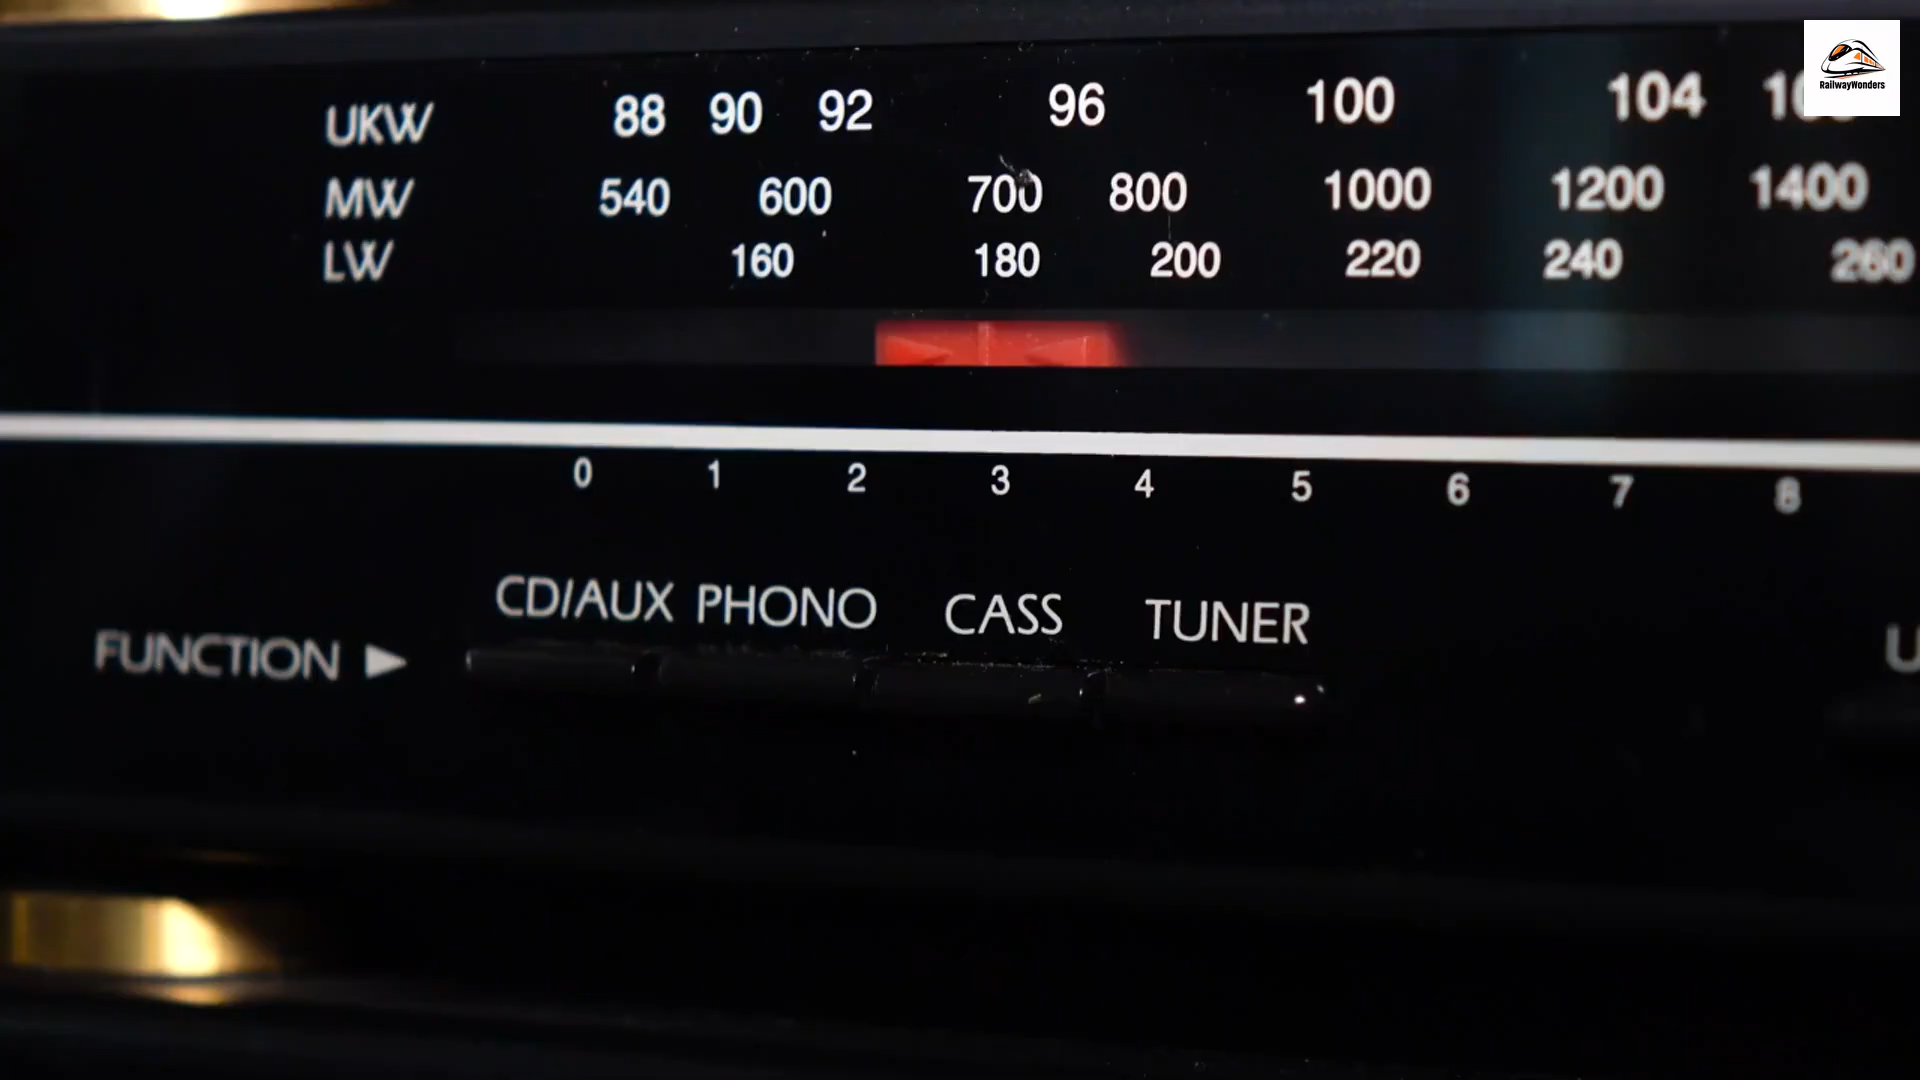 RailwayWonders
UKW 88 90 92 96 100 104
MW 540 600 700 800 1000 1200 1400
LW 160 180 200 220 240 260
0 1 2 3 4 5 6 7 8
CD/AUX PHONO CASS TUNER
FUNCTION ►